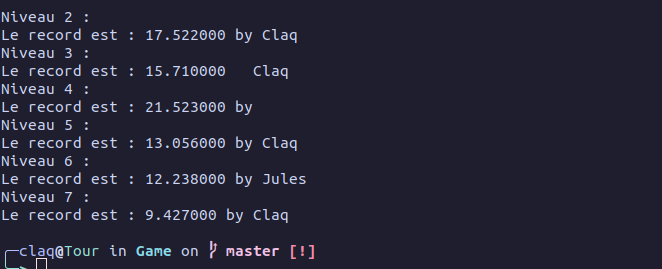 Niveau 2 :
Le record est : 17.522000 by Claq
Niveau 3 :
Le record est : 15.710000   Claq
Niveau 4 :
Le record est : 21.523000 by
Niveau 5 :
Le record est : 13.056000 by Claq
Niveau 6 :
Le record est : 12.238000 by Jules
Niveau 7 :
Le record est : 9.427000 by Claq
claq@Tour in Game on master [!]